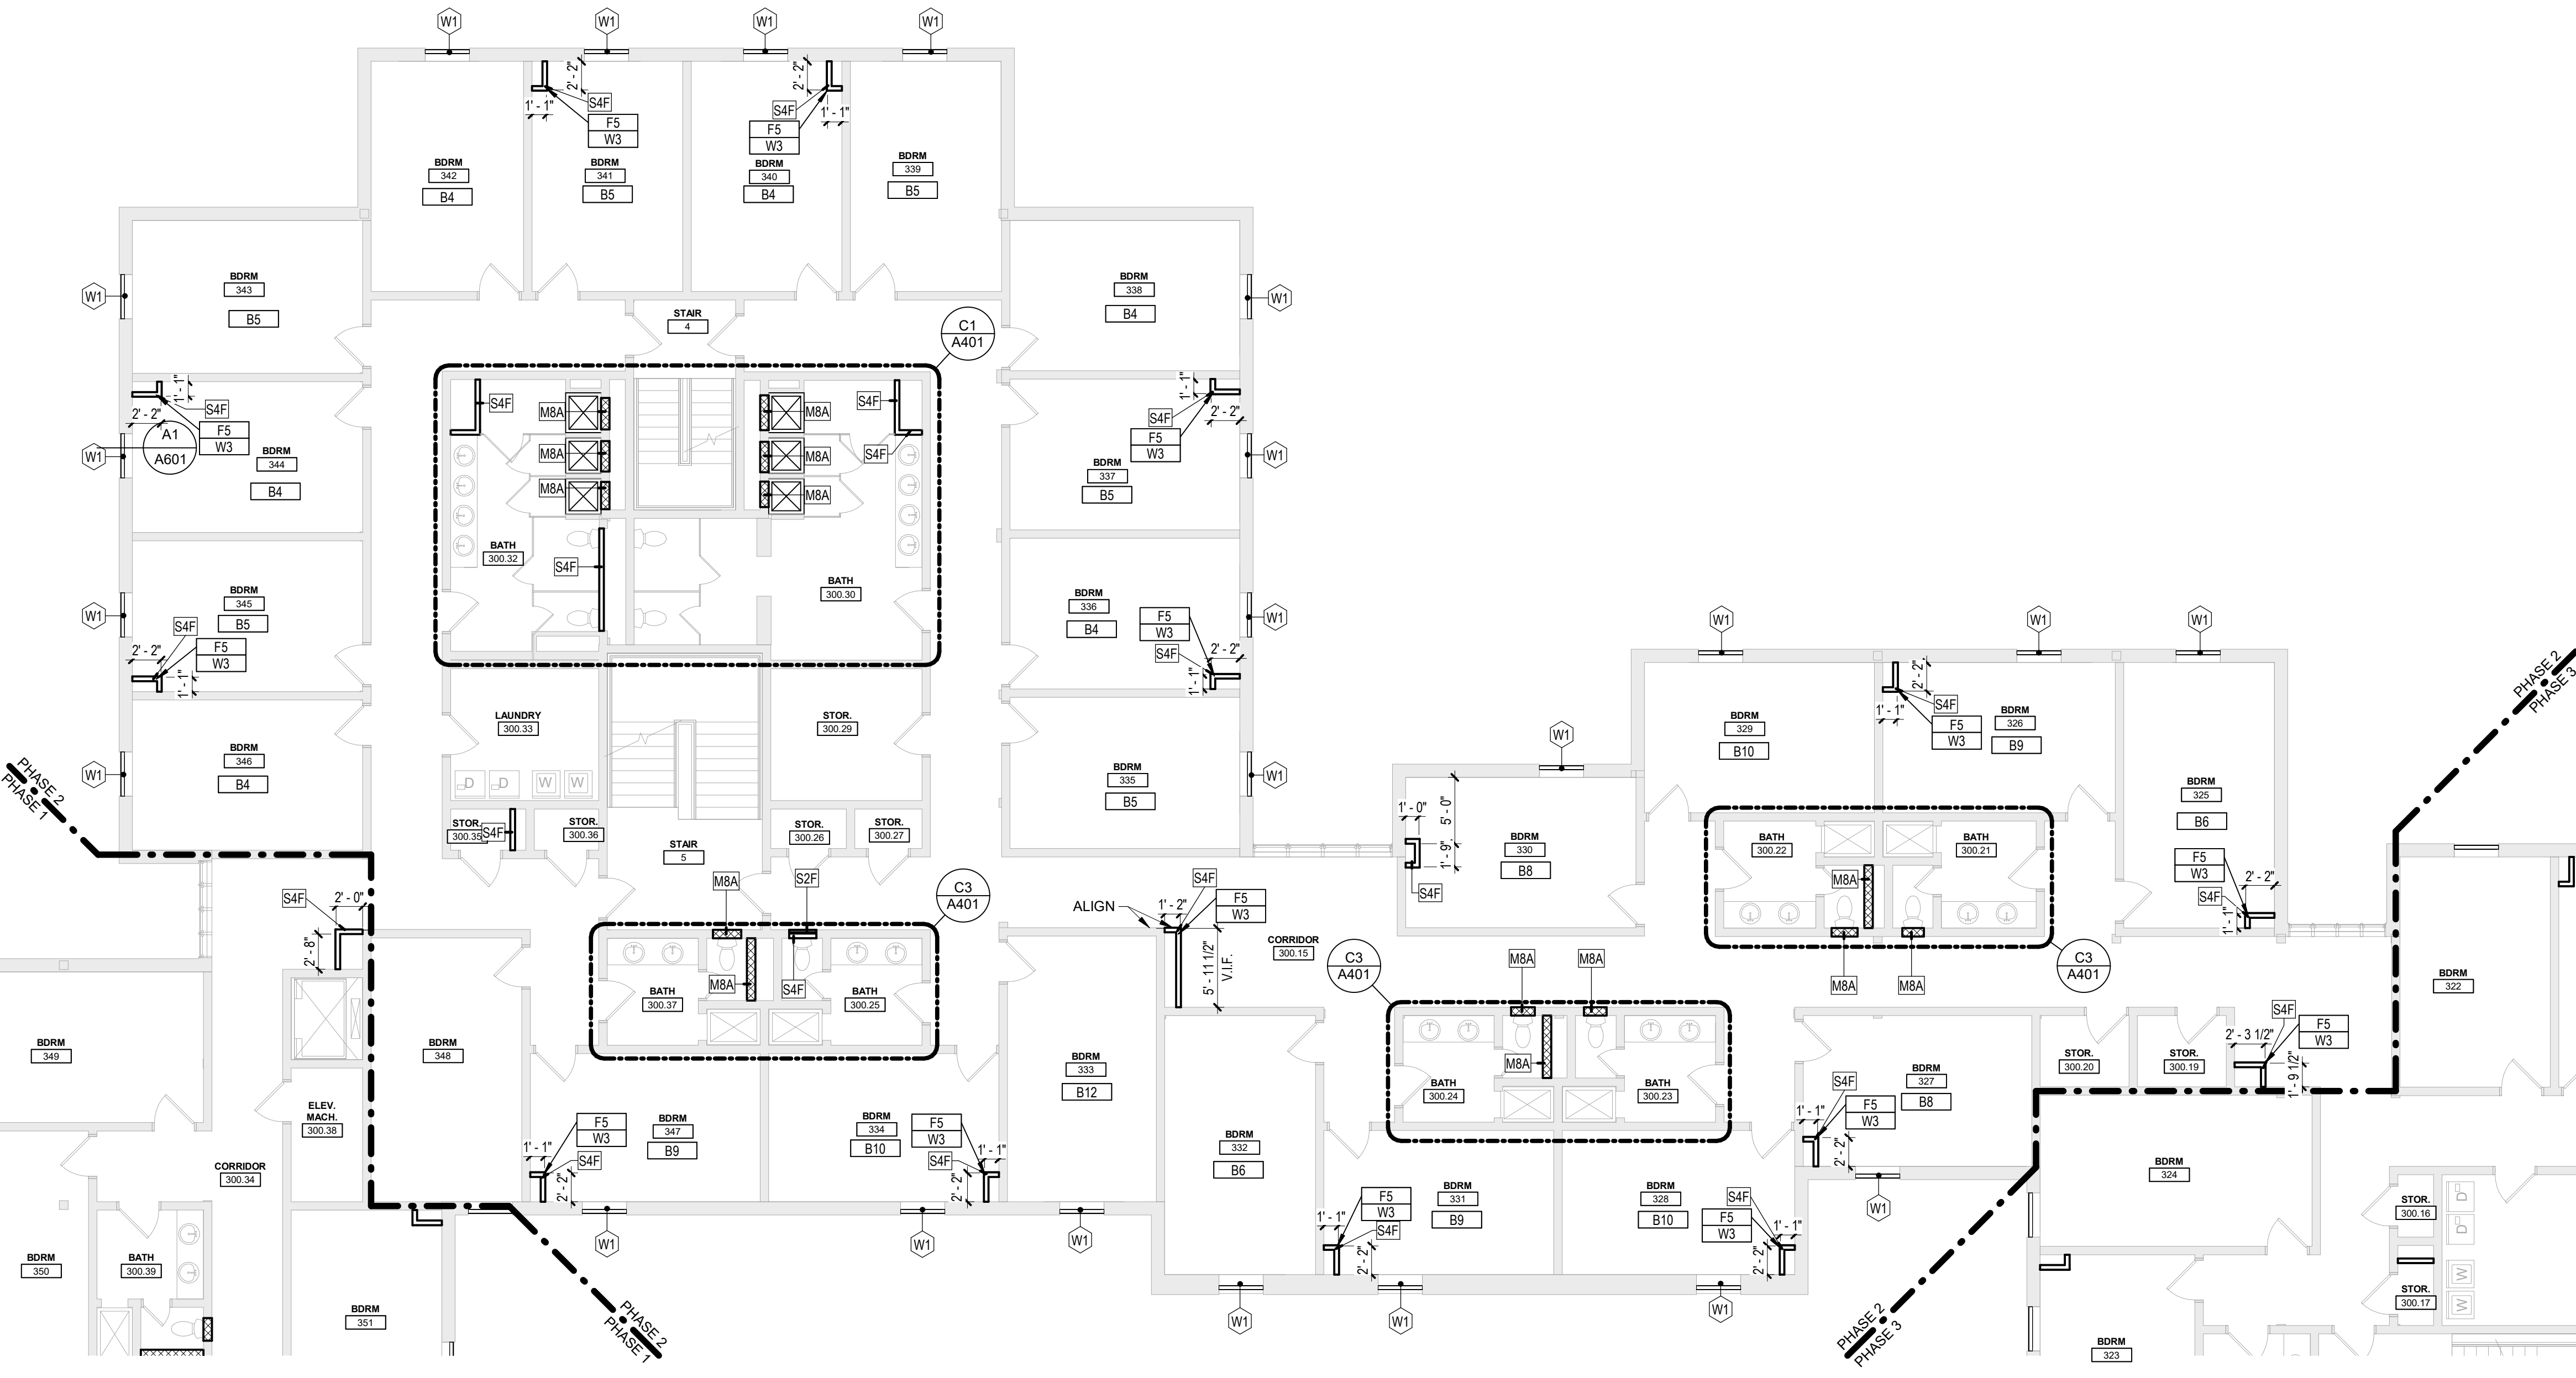 W1
W1
W1
W1
2' - 2"
1' - 1"
S4F
F5
W3
2' - 2"
1' - 1"
S4F
F5
W3
BDRM
342
B4
BDRM
341
B5
BDRM
340
B4
BDRM
339
B5
BDRM
343
B5
W1
STAIR
4
C1
A401
BDRM
338
B4
W1
1' - 1"
2' - 2"
S4F
F5
W3
W1
A1
A601
BDRM
344
B4
S4F
M8A
M8A
M8A
M8A
M8A
M8A
S4F
S4F
1' - 1"
2' - 2"
S4F
F5
W3
W1
BDRM
337
B5
BATH
300.32
S4F
BATH
300.30
BDRM
345
B5
W1
S4F
F5
W3
2' - 2"
1' - 1"
BDRM
336
B4
F5
W3
S4F
2' - 2"
1' - 1"
W1
BDRM
346
B4
W1
LAUNDRY
300.33
D
D
W
W
STOR.
300.29
BDRM
335
B5
W1
PHASE 2
PHASE 1
STOR.
300.35
S4F
STOR.
300.36
STAIR
5
STOR.
300.26
STOR.
300.27
W1
W1
W1
W1
BDRM
329
B10
2' - 2"
1' - 1"
S4F
F5
W3
BDRM
326
B9
BDRM
325
B6
PHASE 2
PHASE 3
1' - 0"
5' - 0"
1' - 9"
S4F
BDRM
330
B8
BATH
300.22
BATH
300.21
M8A
M8A
M8A
C3
A401
F5
W3
S4F
2' - 2"
1' - 1"
S4F
2' - 0"
2' - 8"
M8A
S2F
C3
A401
BATH
300.37
M8A
S4F
BATH
300.25
ALIGN
1' - 2"
S4F
F5
W3
5' - 11 1/2"
V.I.F.
CORRIDOR
300.15
C3
A401
M8A
M8A
M8A
BATH
300.24
BATH
300.23
BDRM
322
S4F
F5
W3
2' - 3 1/2"
1' - 9 1/2"
STOR.
300.20
STOR.
300.19
BDRM
349
BDRM
348
ELEV.
MACH.
300.38
CORRIDOR
300.34
F5
W3
S4F
1' - 1"
2' - 2"
BDRM
347
B9
BDRM
334
B10
F5
W3
S4F
1' - 1"
2' - 2"
BDRM
333
B12
BDRM
332
B6
F5
W3
S4F
1' - 1"
2' - 2"
BDRM
331
B9
BDRM
328
B10
S4F
F5
W3
1' - 1"
2' - 2"
BDRM
327
B8
S4F
F5
W3
1' - 1"
2' - 2"
W1
BDRM
324
STOR.
300.16
D
D
W
W
STOR.
300.17
BDRM
323
BDRM
350
BATH
300.39
BDRM
351
W1
W1
W1
W1
W1
W1
PHASE 2
PHASE 1
PHASE 2
PHASE 3